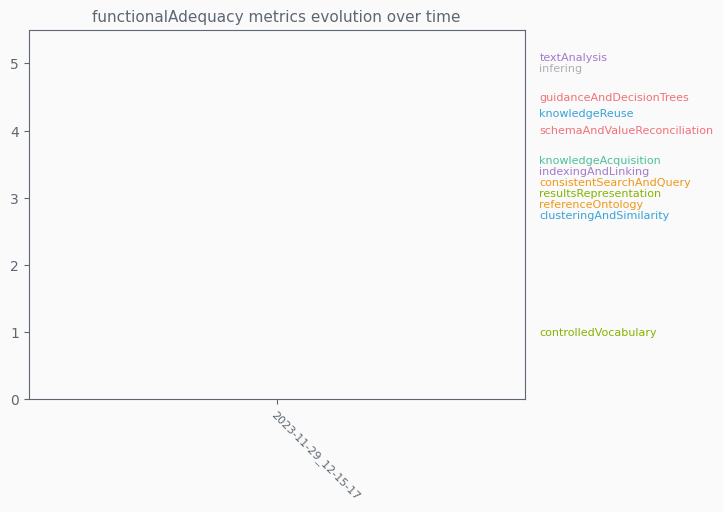 functionalAdequacy metrics evolution over time
5
4
3
2
1
0
2023-11-29_12-15-17
textAnalysis
infering
guidanceAndDecisionTrees
knowledgeReuse
schemaAndValueReconciliation
knowledgeAcquisition
indexingAndLinking
consistentSearchAndQuery
resultsRepresentation
referenceOntology
clusteringAndSimilarity
controlledVocabulary